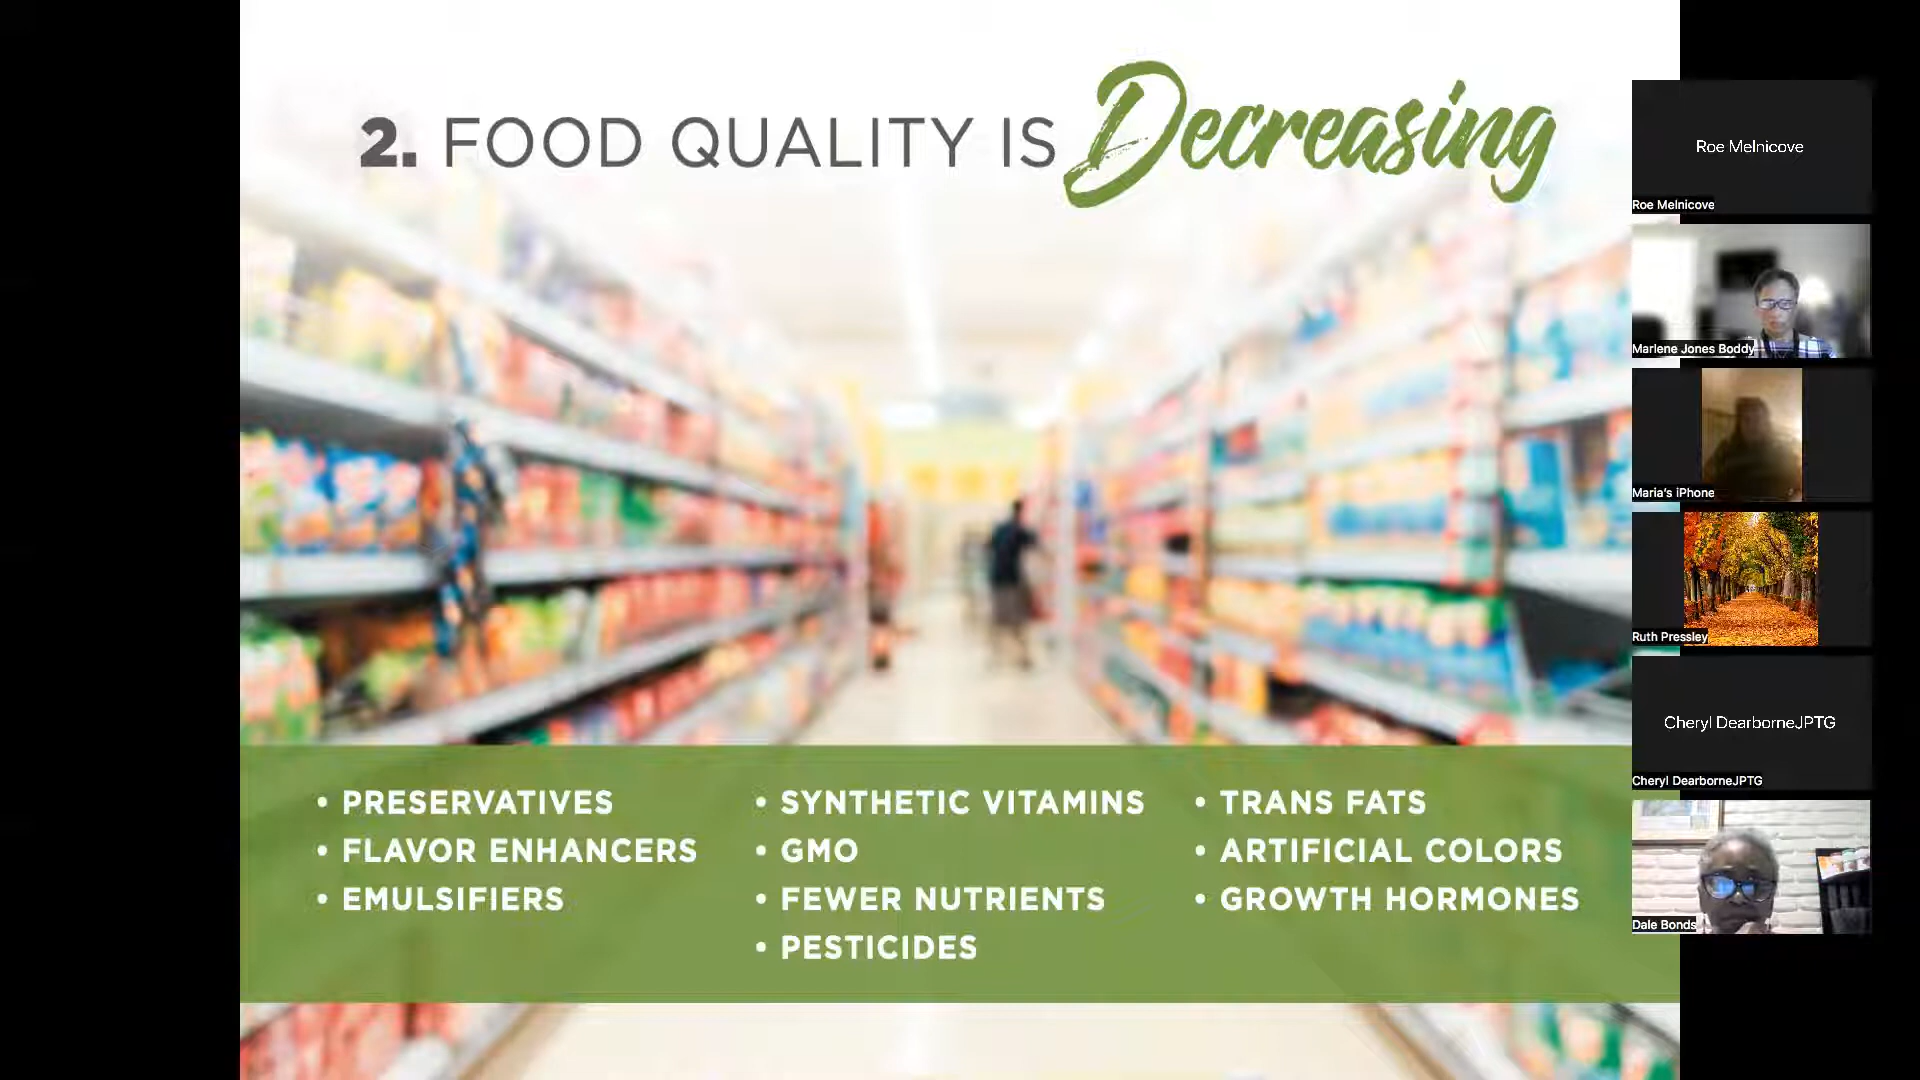 2. FOOD QUALITY IS Decreasing
• PRESERVATIVES
• FLAVOR ENHANCERS
• EMULSIFIERS
• SYNTHETIC VITAMINS
• GMO
• FEWER NUTRIENTS
• PESTICIDES
• TRANS FATS
• ARTIFICIAL COLORS
• GROWTH HORMONES
Roe Melnicove
Roe Melnicove
Marlene Jones Boddy
Maria's iPhone
Ruth Pressley
Cheryl DearborneJPTG
Cheryl DearborneJPTG
Dale Bonds